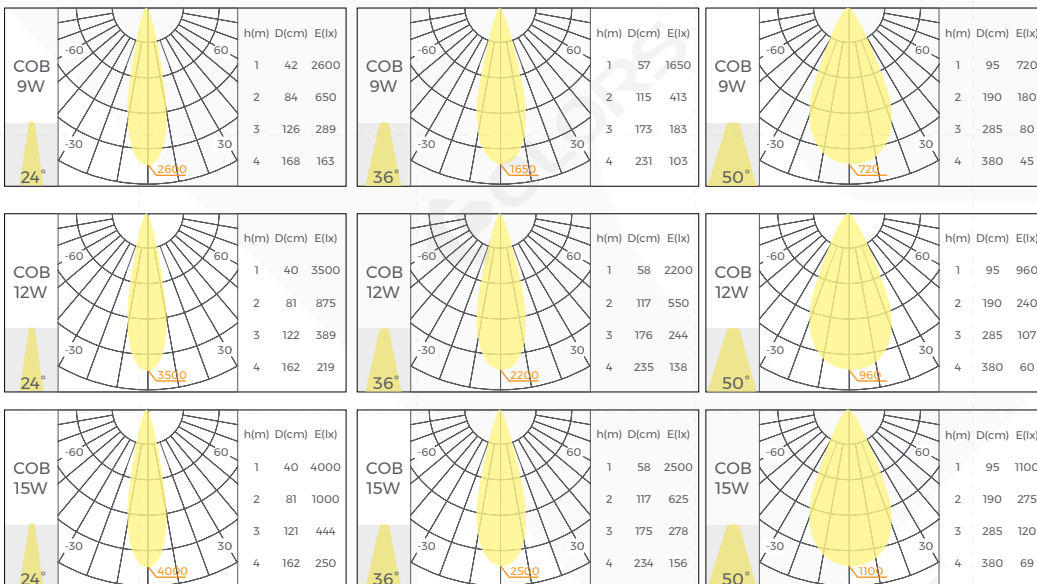 h(m) D(cm) E(lx)
-60 60
COB
9W
1 42 2600
2 84 650
3 126 289
-30 30
4 168 163
2600
24°
h(m) D(cm) E(lx)
-60 60
COB
9W
1 57 1650
2 115 413
3 173 183
-30 30
4 231 103
1650
36°
h(m) D(cm) E(lx)
-60 60
COB
9W
1 95 720
2 190 180
3 285 80
-30 30
4 380 45
720
50°
h(m) D(cm) E(lx)
-60 60
COB
12W
1 40 3500
2 81 875
3 122 389
-30 30
4 162 219
3500
24°
h(m) D(cm) E(lx)
-60 60
COB
12W
1 58 2200
2 117 550
3 176 244
-30 30
4 235 138
2200
36°
h(m) D(cm) E(lx)
-60 60
COB
12W
1 95 960
2 190 240
3 285 107
-30 30
4 380 60
960
50°
h(m) D(cm) E(lx)
-60 60
COB
15W
1 40 4000
2 81 1000
3 121 444
-30 30
4 162 250
4000
24°
h(m) D(cm) E(lx)
-60 60
COB
15W
1 58 2500
2 117 625
3 175 278
-30 30
4 234 156
2500
36°
h(m) D(cm) E(lx)
-60 60
COB
15W
1 95 1100
2 190 275
3 285 120
-30 30
4 380 69
1100
50°